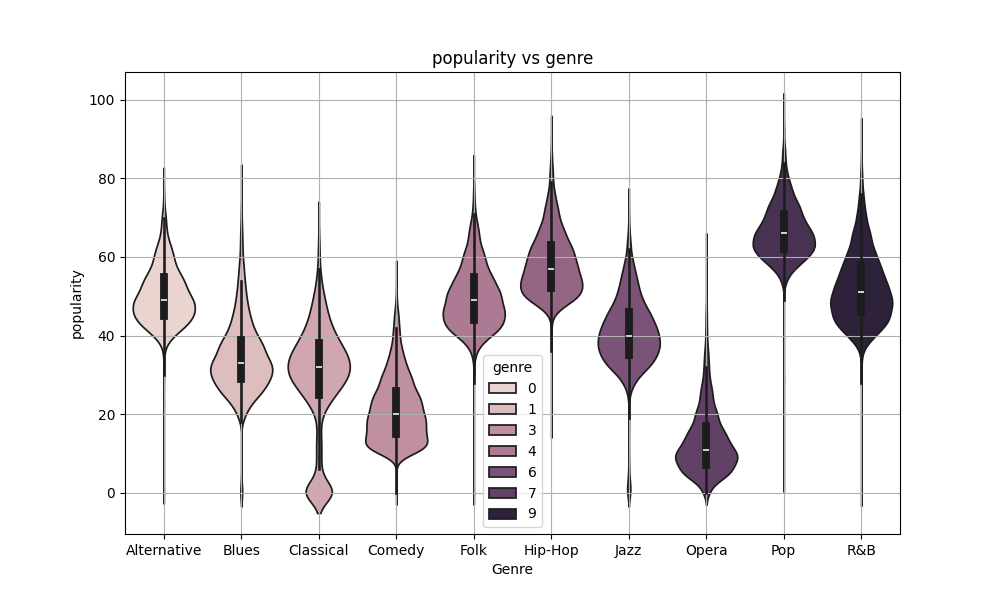 popularity vs genre
100
80
60
40
20
0
popularity
genre
0
1
3
4
6
7
9
Alternative Blues Classical Comedy Folk Hip-Hop Jazz Opera Pop R&B
Genre